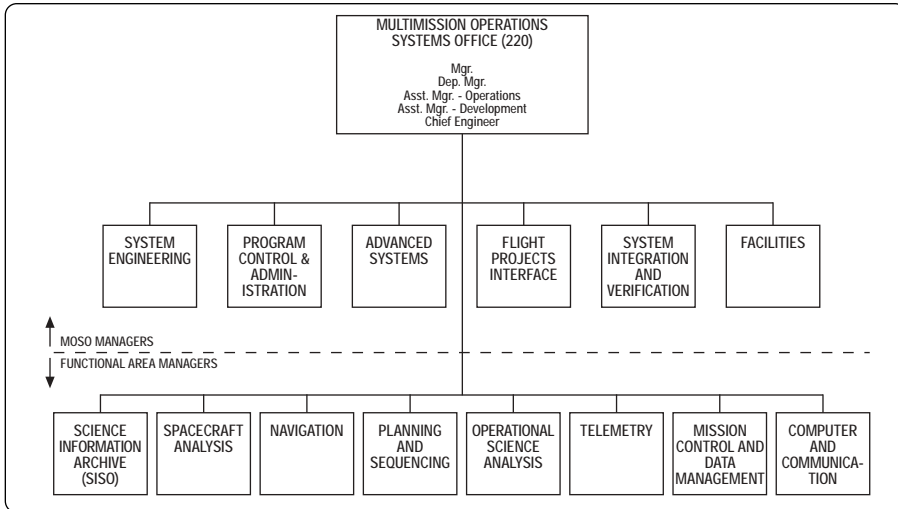 MULTIMISSION OPERATIONS
SYSTEMS OFFICE (220)
Mgr.
Dep. Mgr.
Asst. Mgr. - Operations
Asst. Mgr. - Development
Chief Engineer
SYSTEM
ENGINEERING
PROGRAM
CONTROL &
ADMIN-
ISTRATION
ADVANCED
SYSTEMS
FLIGHT
PROJECTS
INTERFACE
SYSTEM
INTEGRATION
AND
VERIFICATION
FACILITIES
MOSO MANAGERS
FUNCTIONAL AREA MANAGERS
SCIENCE
INFORMATION
ARCHIVE
(SISO)
SPACECRAFT
ANALYSIS
NAVIGATION
PLANNING
AND
SEQUENCING
OPERATIONAL
SCIENCE
ANALYSIS
TELEMETRY
MISSION
CONTROL AND
DATA
MANAGEMENT
COMPUTER
AND
COMMUNICA-
TION